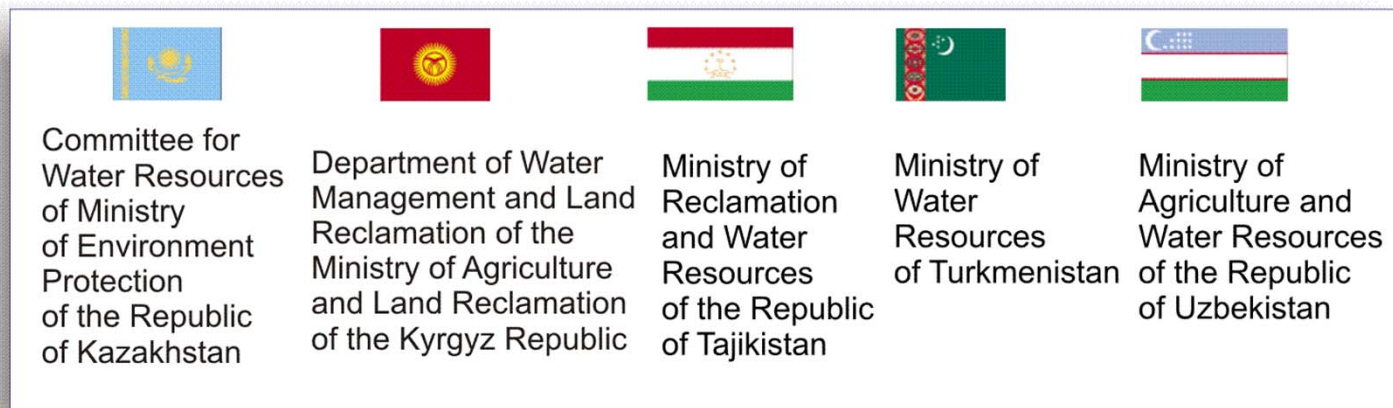 Committee for
Water Resources
of Ministry
of Environment
Protection
of the Republic
of Kazakhstan
Department of Water
Management and Land
Reclamation of the
Ministry of Agriculture
and Land Reclamation
of the Kyrgyz Republic
Ministry of
Reclamation
and Water
Resources
of the Republic
of Tajikistan
Ministry of
Water
Resources
of Turkmenistan
Ministry of
Agriculture and
Water Resources
of the Republic
of Uzbekistan